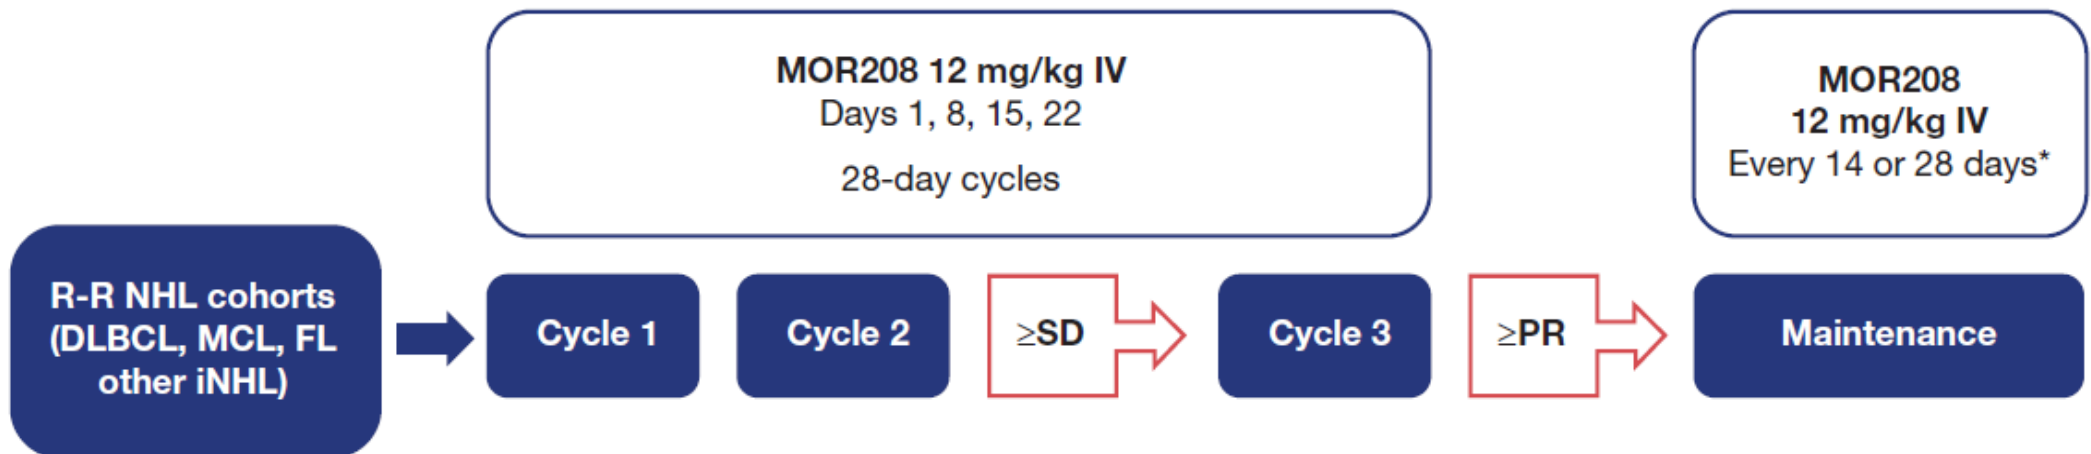 MOR208 12 mg/kg IV
Days 1, 8, 15, 22
28-day cycles
MOR208
12 mg/kg IV
Every 14 or 28 days*
R-R NHL cohorts
(DLBCL, MCL, FL
other iNHL)
Cycle 1
Cycle 2
≥SD
Cycle 3
≥PR
Maintenance